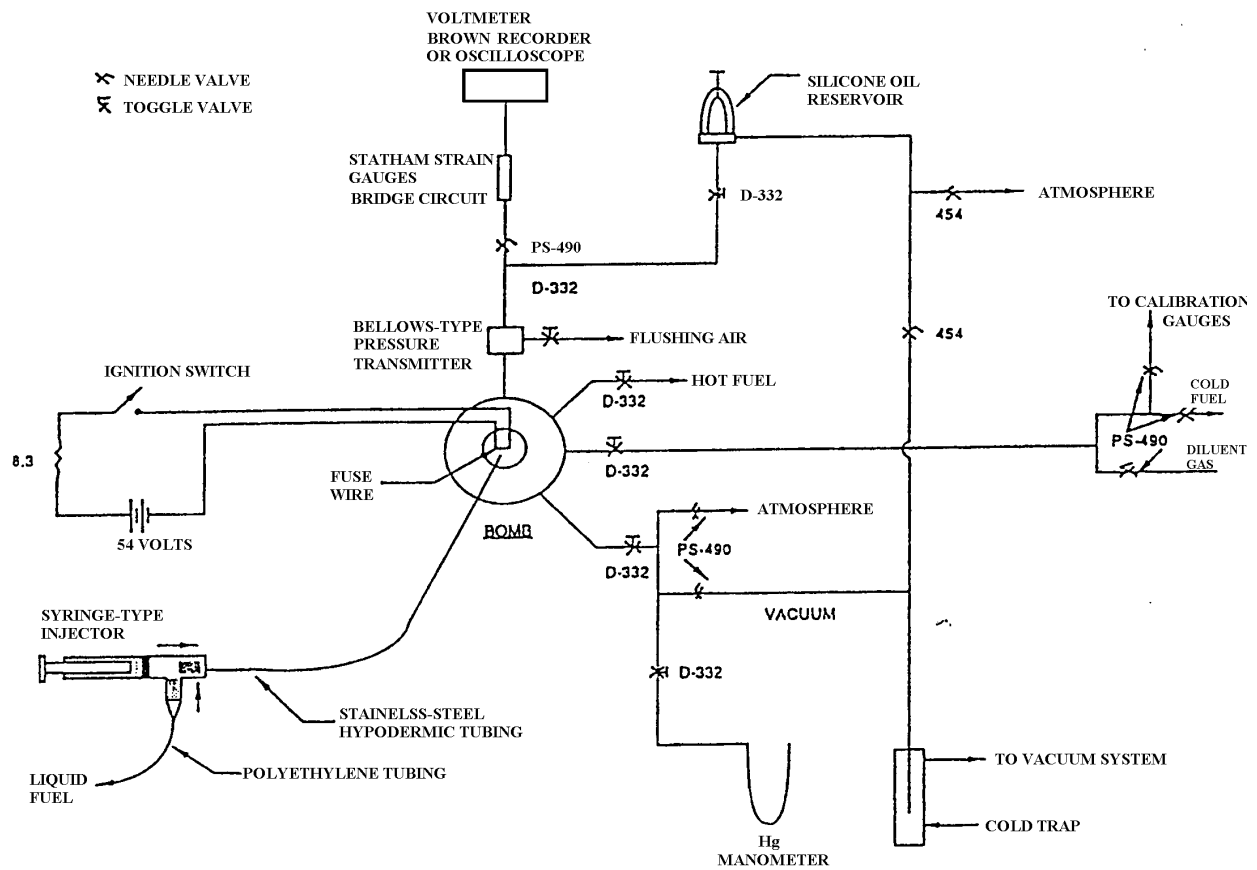 VOLTMETER
BROWN RECORDER
OR OSCILLOSCOPE
NEEDLE VALVE
TOGGLE VALVE
SILICONE OIL
RESERVOIR
STATHAM STRAIN
GAUGES
BRIDGE CIRCUIT
D-332
ATMOSPHERE
454
PS-490
D-332
TO CALIBRATION
GAUGES
BELLOWS-TYPE
PRESSURE
TRANSMITTER
FLUSHING AIR
454
IGNITION SWITCH
HOT FUEL
D-332
COLD
FUEL
PS-490
DILUENT
GAS
8.3
FUSE
WIRE
D-332
54 VOLTS
BOMB
ATMOSPHERE
PS-490
D-332
VACUUM
SYRINGE-TYPE
INJECTOR
D-332
STAINELSS-STEEL
HYPODERMIC TUBING
POLYETHYLENE TUBING
LIQUID
FUEL
TO VACUUM SYSTEM
COLD TRAP
Hg
MANOMETER